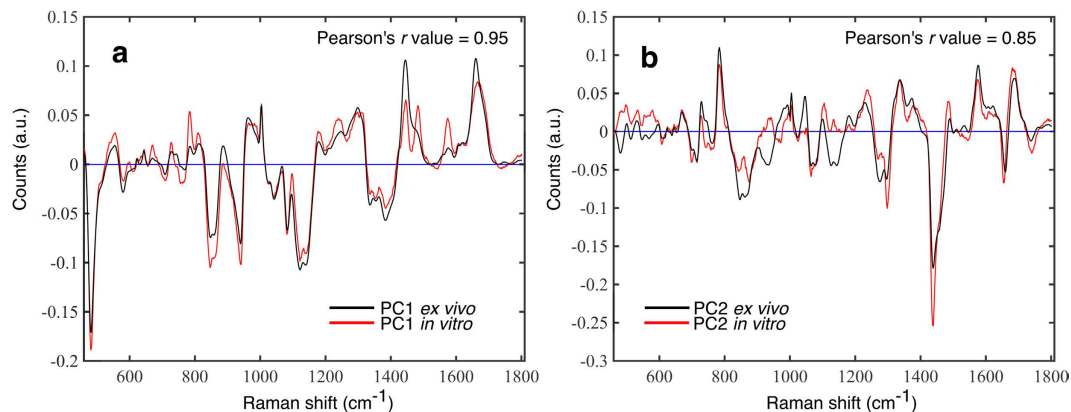 a
Pearson's r value = 0.95
Counts (a.u.)
0.15
0.1
0.05
0
-0.05
-0.1
-0.15
-0.2
PC1 ex vivo
PC1 in vitro
600 800 1000 1200 1400 1600 1800
Raman shift (cm-1)
b
Pearson's r value = 0.85
Counts (a.u.)
0.15
0.1
0.05
0
-0.05
-0.1
-0.15
-0.2
-0.25
-0.3
PC2 ex vivo
PC2 in vitro
600 800 1000 1200 1400 1600 1800
Raman shift (cm-1)